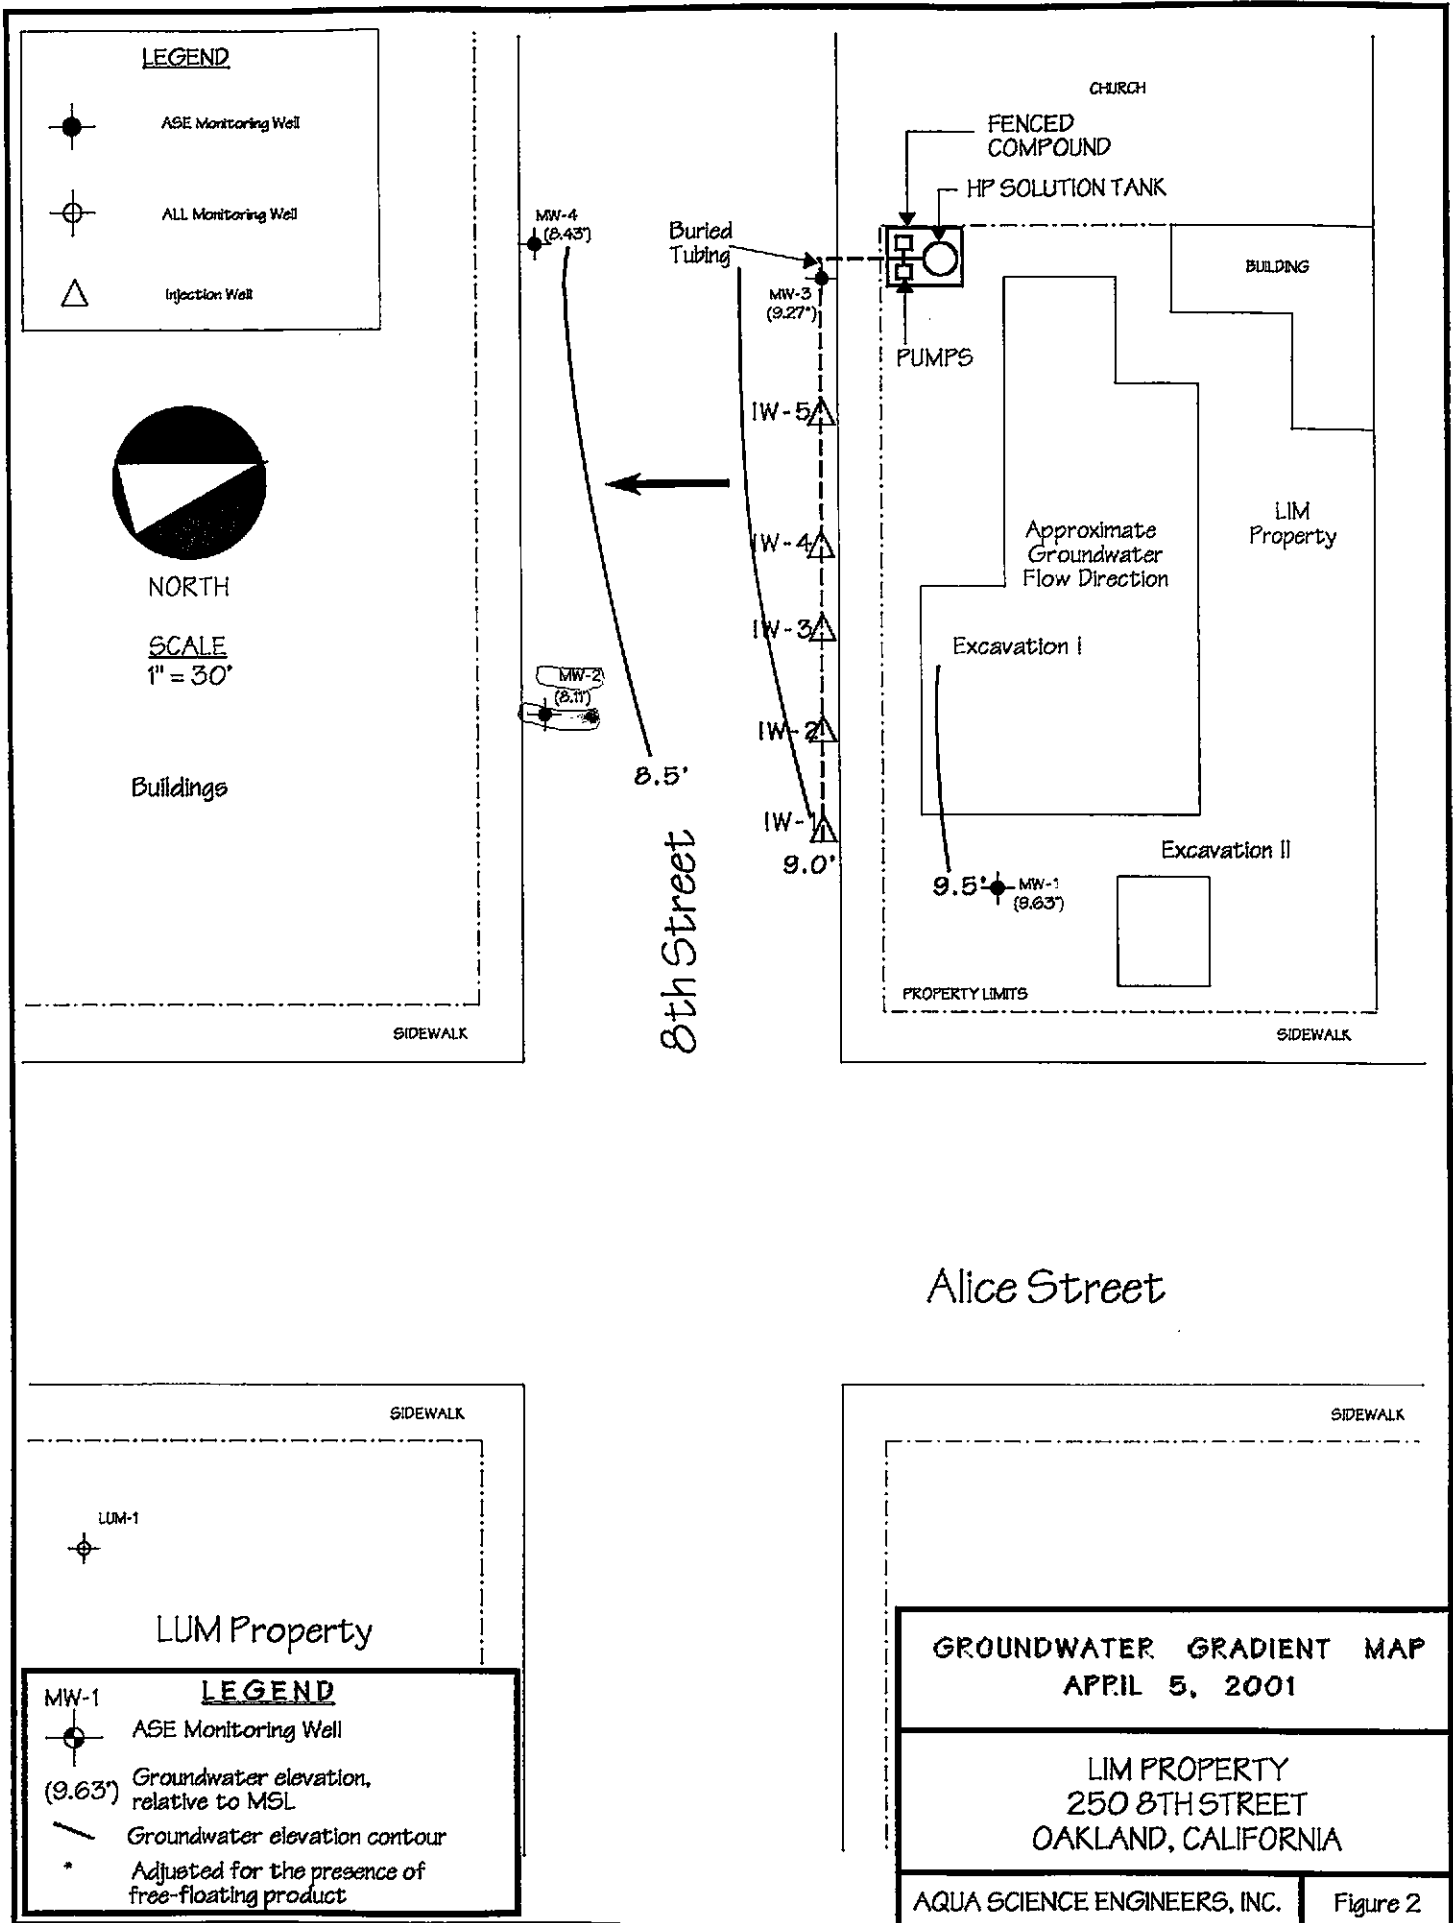 LEGEND
ASE Monitoring Well
ALL Monitoring Well
Injection Well
NORTH
SCALE
1" = 30'
Buildings
SIDEWALK
MW-4
(8.43')
MW-2
(8.11')
8.5'
8th Street
Buried
Tubing
MW-3
(9.27')
IW-5
IW-4
IW-3
IW-2
IW-1
9.0'
CHURCH
FENCED
COMPOUND
HP SOLUTION TANK
PUMPS
BUILDING
LIM
Property
Approximate
Groundwater
Flow Direction
Excavation I
Excavation II
9.5'
MW-1
(9.63')
PROPERTY LIMITS
SIDEWALK
Alice Street
SIDEWALK
SIDEWALK
LUM-1
LUM Property
LEGEND
MW-1
ASE Monitoring Well
(9.63') Groundwater elevation,
relative to MSL
Groundwater elevation contour
* Adjusted for the presence of
free-floating product
GROUNDWATER GRADIENT MAP
APRIL 5, 2001
LIM PROPERTY
250 8TH STREET
OAKLAND, CALIFORNIA
AQUA SCIENCE ENGINEERS, INC.
Figure 2